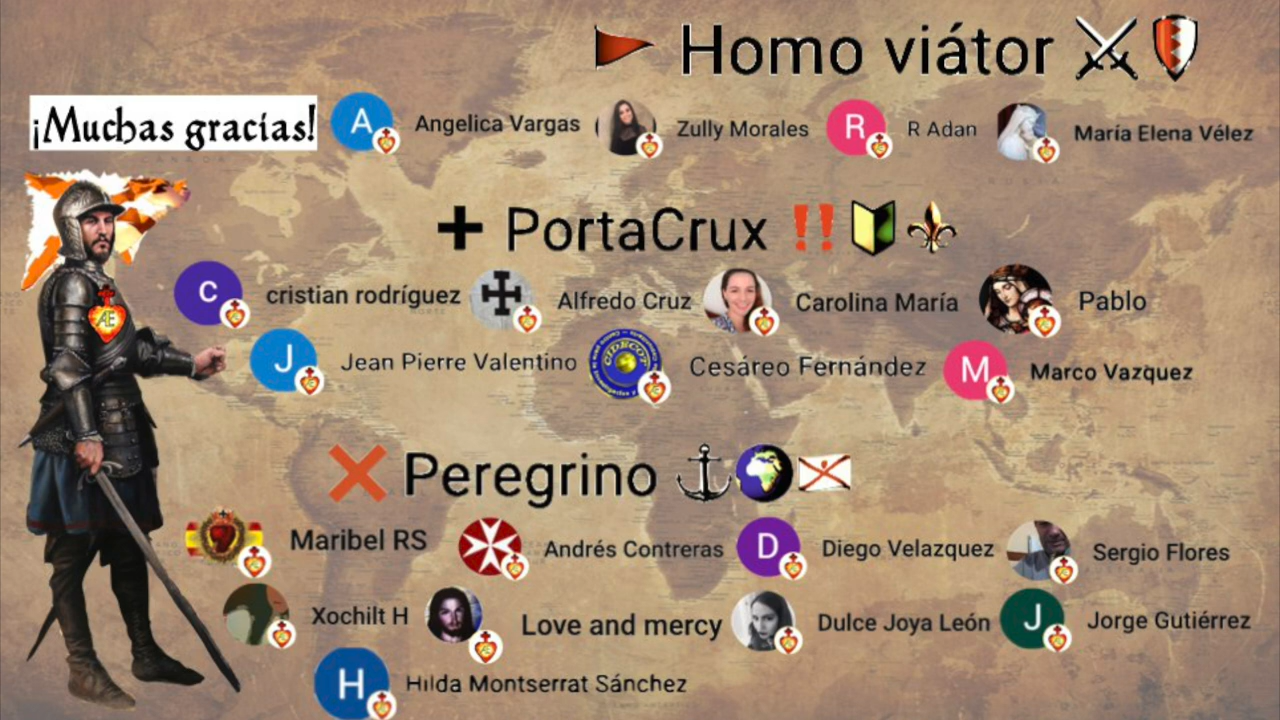 Homo viátor
¡Muchas gracias!
A Angelica Vargas Zully Morales R R Adan María Elena Vélez
PortaCrux
C cristian rodríguez Alfredo Cruz Carolina María Pablo
Æ
J Jean Pierre Valentino CIDECOT Cesáreo Fernández M Marco Vazquez
Peregrino
Maribel RS Andrés Contreras D Diego Velazquez Sergio Flores
Xochilt H Love and mercy Dulce Joya León J Jorge Gutiérrez
H Hilda Montserrat Sánchez